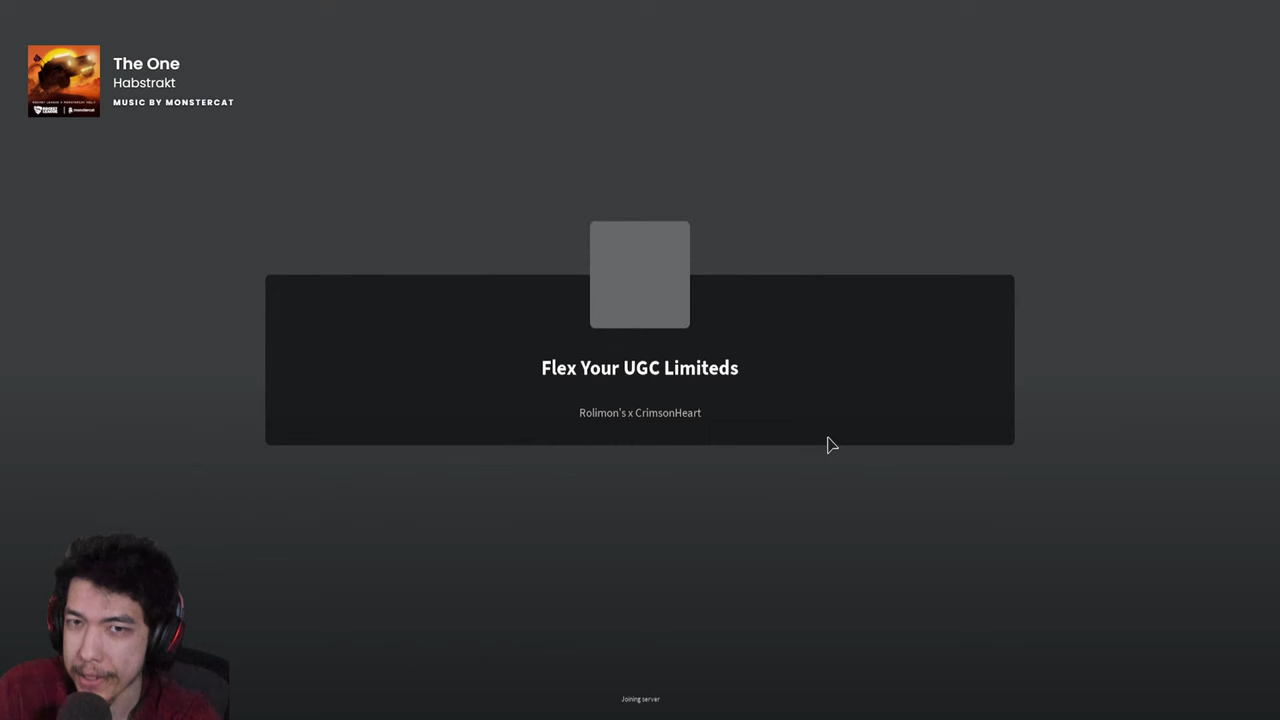 The One
Habstrakt
MUSIC BY MONSTERCAT
Flex Your UGC Limiteds
Rolimon's x CrimsonHeart
Joining server